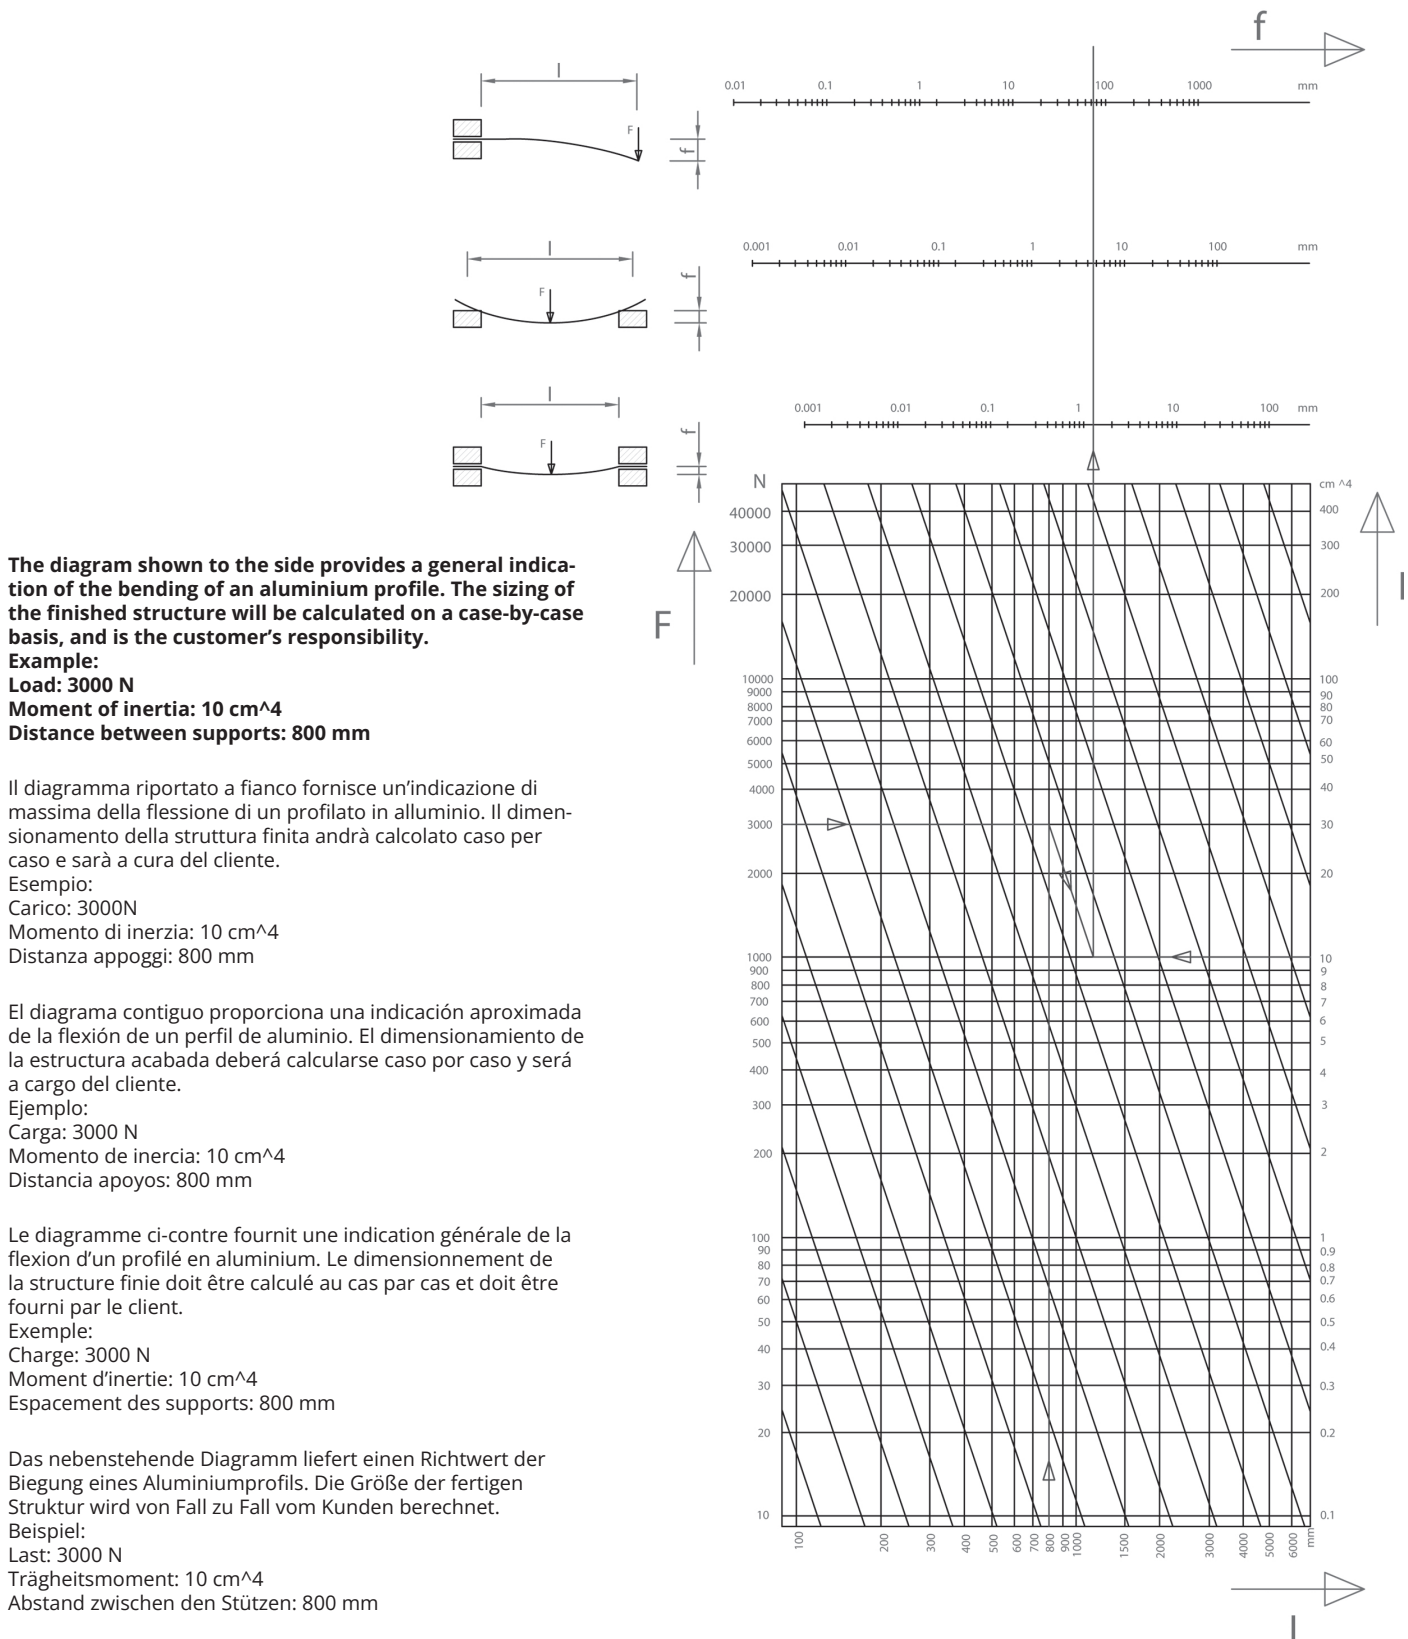 f
l
0.01 0.1 1 10 100 1000 mm
F
f
l
0.001 0.01 0.1 1 10 100 mm
F
f
l
0.001 0.01 0.1 1 10 100 mm
F
f
N
cm ^4
40000
400
30000
300
20000
200
F
I
10000
100
9000
90
8000
80
7000
70
6000
60
5000
50
4000
40
3000
30
2000
20
1000
10
900
9
800
8
700
7
600
6
500
5
400
4
300
3
200
2
100
1
90
0.9
80
0.8
70
0.7
60
0.6
50
0.5
40
0.4
30
0.3
20
0.2
10
0.1
100 200 300 400 500 600 700 800 900 1000 1500 2000 3000 4000 5000 6000 mm
l
The diagram shown to the side provides a general indica-
tion of the bending of an aluminium profile. The sizing of
the finished structure will be calculated on a case-by-case
basis, and is the customer’s responsibility.
Example:
Load: 3000 N
Moment of inertia: 10 cm^4
Distance between supports: 800 mm
Il diagramma riportato a fianco fornisce un’indicazione di
massima della flessione di un profilato in alluminio. Il dimen-
sionamento della struttura finita andrà calcolato caso per
caso e sarà a cura del cliente.
Esempio:
Carico: 3000N
Momento di inerzia: 10 cm^4
Distanza appoggi: 800 mm
El diagrama contiguo proporciona una indicación aproximada
de la flexión de un perfil de aluminio. El dimensionamiento de
la estructura acabada deberá calcularse caso por caso y será
a cargo del cliente.
Ejemplo:
Carga: 3000 N
Momento de inercia: 10 cm^4
Distancia apoyos: 800 mm
Le diagramme ci-contre fournit une indication générale de la
flexion d’un profilé en aluminium. Le dimensionnement de
la structure finie doit être calculé au cas par cas et doit être
fourni par le client.
Exemple:
Charge: 3000 N
Moment d’inertie: 10 cm^4
Espacement des supports: 800 mm
Das nebenstehende Diagramm liefert einen Richtwert der
Biegung eines Aluminiumprofils. Die Größe der fertigen
Struktur wird von Fall zu Fall vom Kunden berechnet.
Beispiel:
Last: 3000 N
Trägheitsmoment: 10 cm^4
Abstand zwischen den Stützen: 800 mm